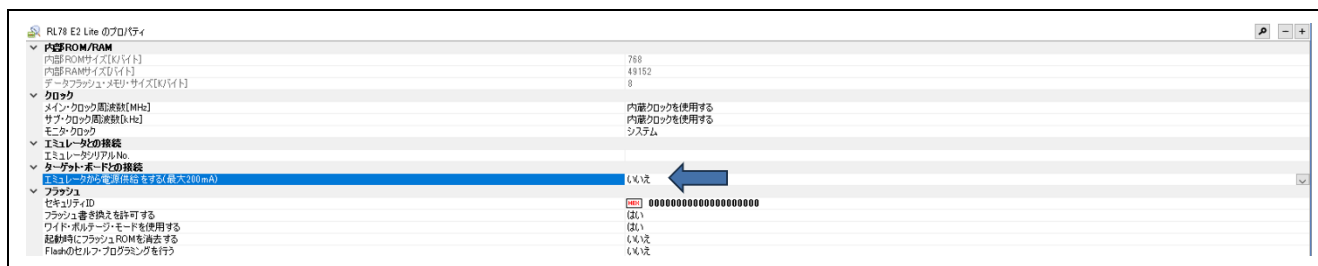 RL78 E2 Lite のプロパティ
内部ROM/RAM
内部ROMサイズ[Kバイト] 768
内部RAMサイズ[バイト] 49152
データフラッシュ・メモリ・サイズ[Kバイト] 8
クロック
メイン・クロック周波数[MHz] 内蔵クロックを使用する
サブ・クロック周波数[kHz] 内蔵クロックを使用する
モニタ・クロック システム
エミュレータとの接続
エミュレータシリアルNo.
ターゲット・ボードとの接続
エミュレータから電源供給をする(最大200mA) いいえ
フラッシュ
セキュリティID HEX 00000000000000000000
フラッシュ書き換えを許可する はい
ワイド・ボルテージ・モードを使用する はい
起動時にフラッシュROMを消去する いいえ
Flashのセルフ・プログラミングを行う いいえ